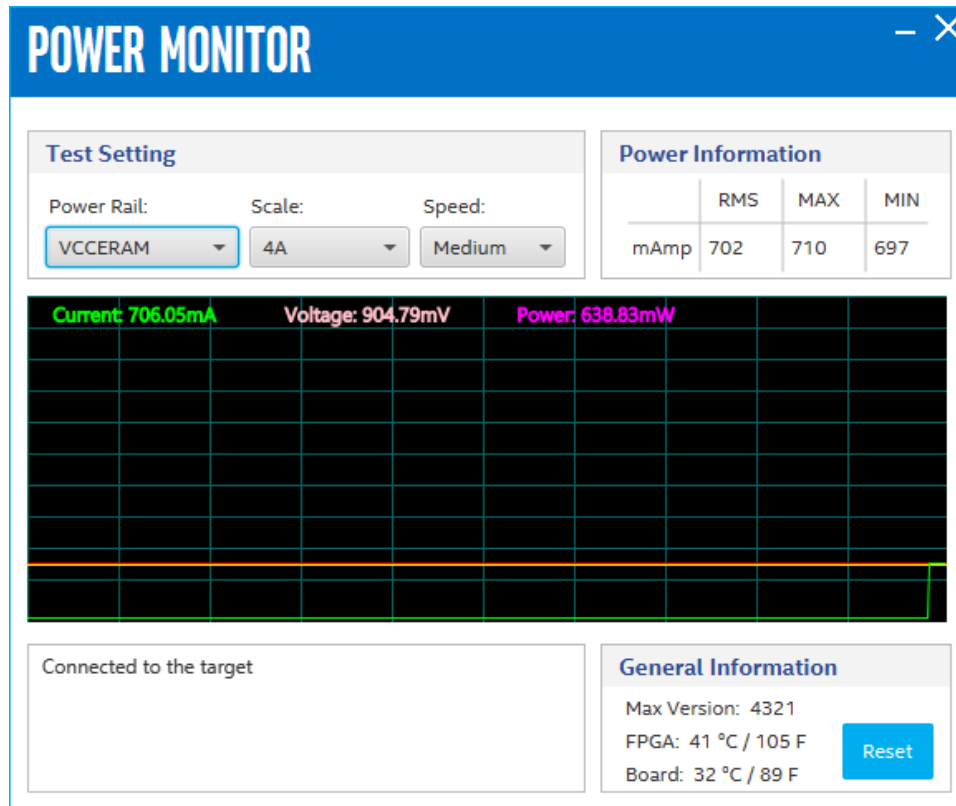 POWER MONITOR
Test Setting
Power Rail: Scale: Speed:
VCCERAM 4A Medium
Power Information
RMS MAX MIN
mAmp 702 710 697
Current: 706.05mA Voltage: 904.79mV Power: 638.83mW
Connected to the target
General Information
Max Version: 4321
FPGA: 41 °C / 105 F
Board: 32 °C / 89 F
Reset